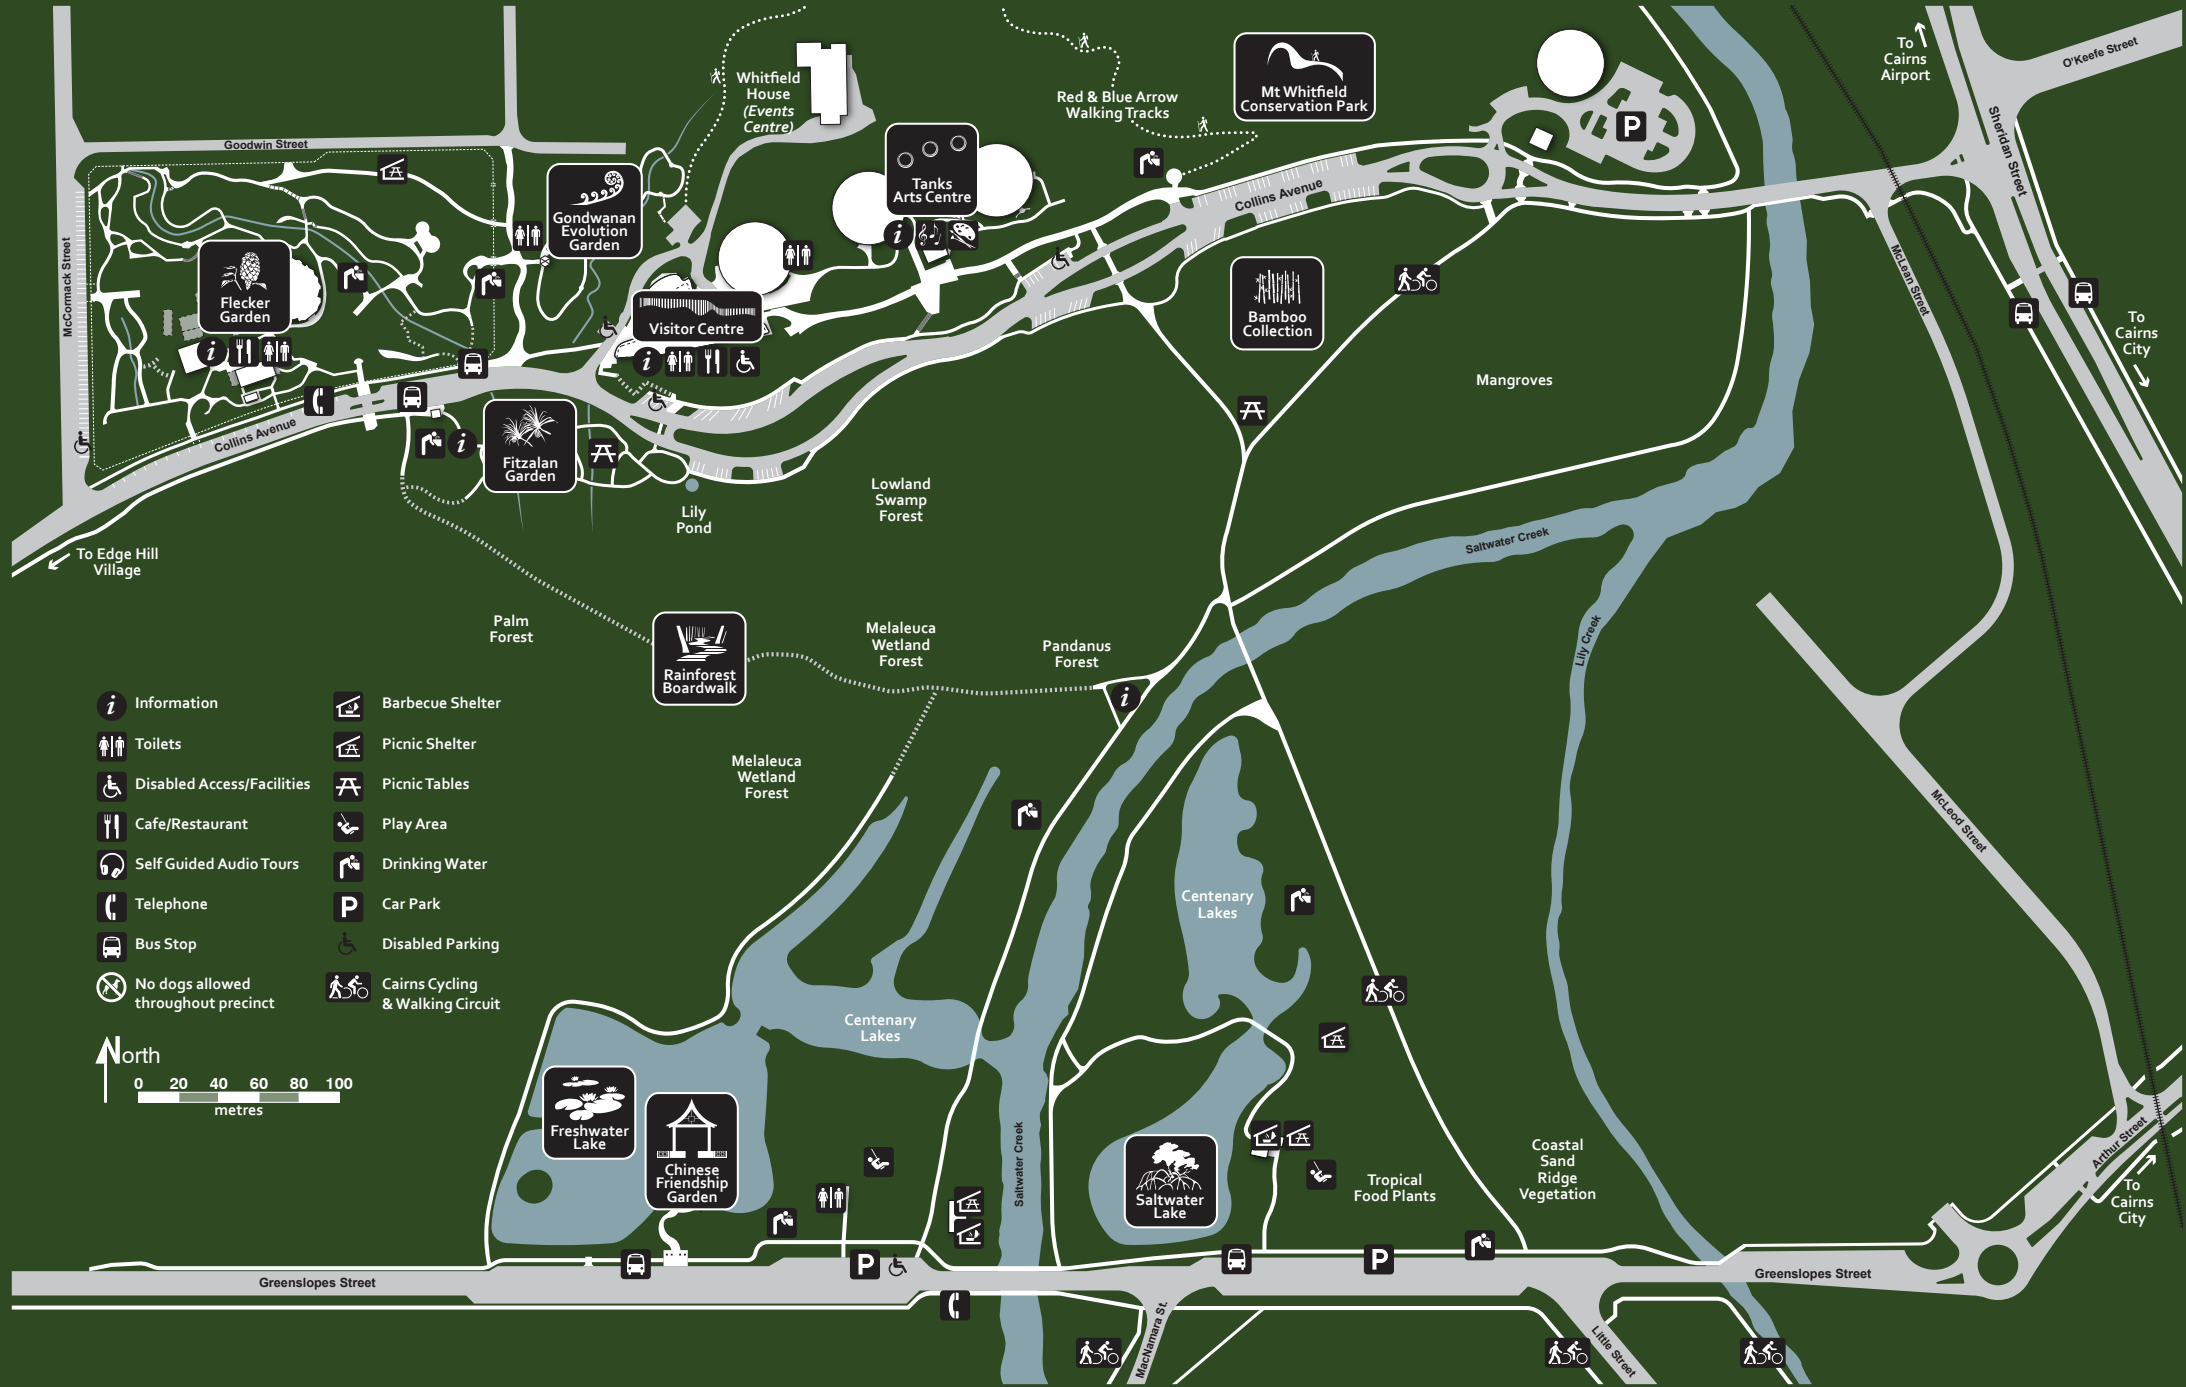 To
Cairns
Airport
O'Keefe Street
Sheridan Street
Whitfield
House
(Events
Centre)
Red & Blue Arrow
Walking Tracks
Mt Whitfield
Conservation Park
P
Goodwin Street
Tanks
Arts Centre
i
Collins Avenue
Gondwanan
Evolution
Garden
McCormack Street
Flecker
Garden
i
Visitor Centre
i
Bamboo
Collection
McLean Street
To
Cairns
City
Mangroves
Collins Avenue
i
Fitzalan
Garden
Lily
Pond
Lowland
Swamp
Forest
Saltwater Creek
To Edge Hill
Village
Palm
Forest
Rainforest
Boardwalk
Melaleuca
Wetland
Forest
Pandanus
Forest
i
Lily Creek
Melaleuca
Wetland
Forest
McLeod Street
i Information
Toilets
Disabled Access/Facilities
Cafe/Restaurant
Self Guided Audio Tours
Telephone
Bus Stop
No dogs allowed
throughout precinct
Barbecue Shelter
Picnic Shelter
Picnic Tables
Play Area
Drinking Water
P Car Park
Disabled Parking
Cairns Cycling
& Walking Circuit
North
0 20 40 60 80 100
metres
Centenary
Lakes
Centenary
Lakes
Freshwater
Lake
Chinese
Friendship
Garden
Saltwater Creek
Saltwater
Lake
Tropical
Food Plants
Coastal
Sand
Ridge
Vegetation
Arthur Street
To
Cairns
City
P
P
Greenslopes Street
Greenslopes Street
MacNamara St.
Little Street